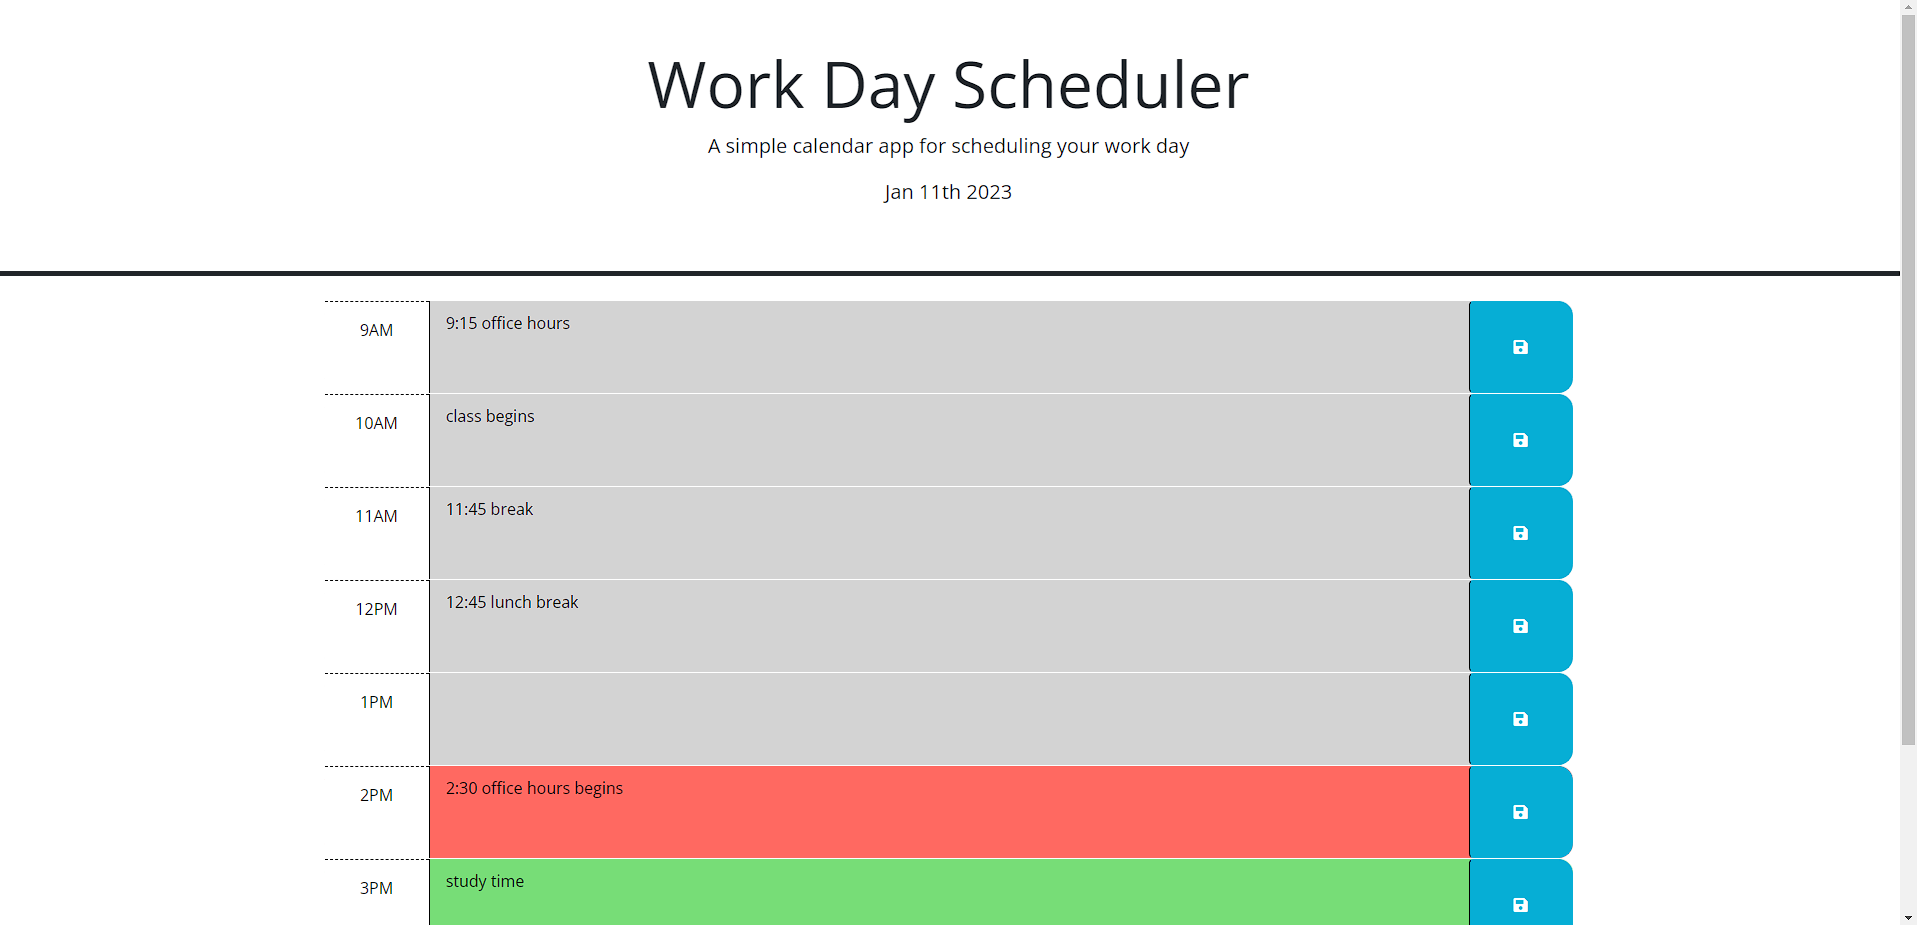 Work Day Scheduler
A simple calendar app for scheduling your work day
Jan 11th 2023
9AM
9:15 office hours
10AM
class begins
11AM
11:45 break
12PM
12:45 lunch break
1PM
2PM
2:30 office hours begins
3PM
study time